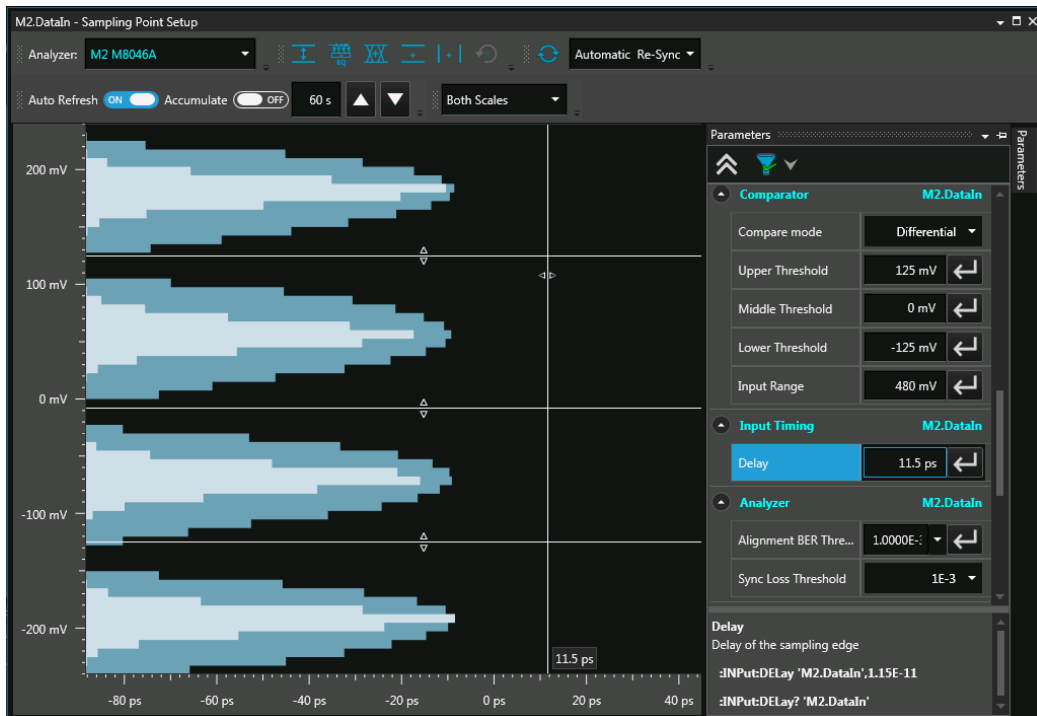 M2.DataIn - Sampling Point Setup
Analyzer: M2 M8046A
EQ
Automatic Re-Sync
Auto Refresh ON Accumulate OFF 60 s Both Scales
200 mV
100 mV
0 mV
-100 mV
-200 mV
11.5 ps
-80 ps -60 ps -40 ps -20 ps 0 ps 20 ps 40 ps
Parameters
Parameters
Comparator M2.DataIn
Compare mode Differential
Upper Threshold 125 mV
Middle Threshold 0 mV
Lower Threshold -125 mV
Input Range 480 mV
Input Timing M2.DataIn
Delay 11.5 ps
Analyzer M2.DataIn
Alignment BER Thre...
Sync Loss Threshold 1E-3
Delay
Delay of the sampling edge
:INPut:DELay 'M2.DataIn',1.15E-11
:INPut:DELay? 'M2.DataIn'